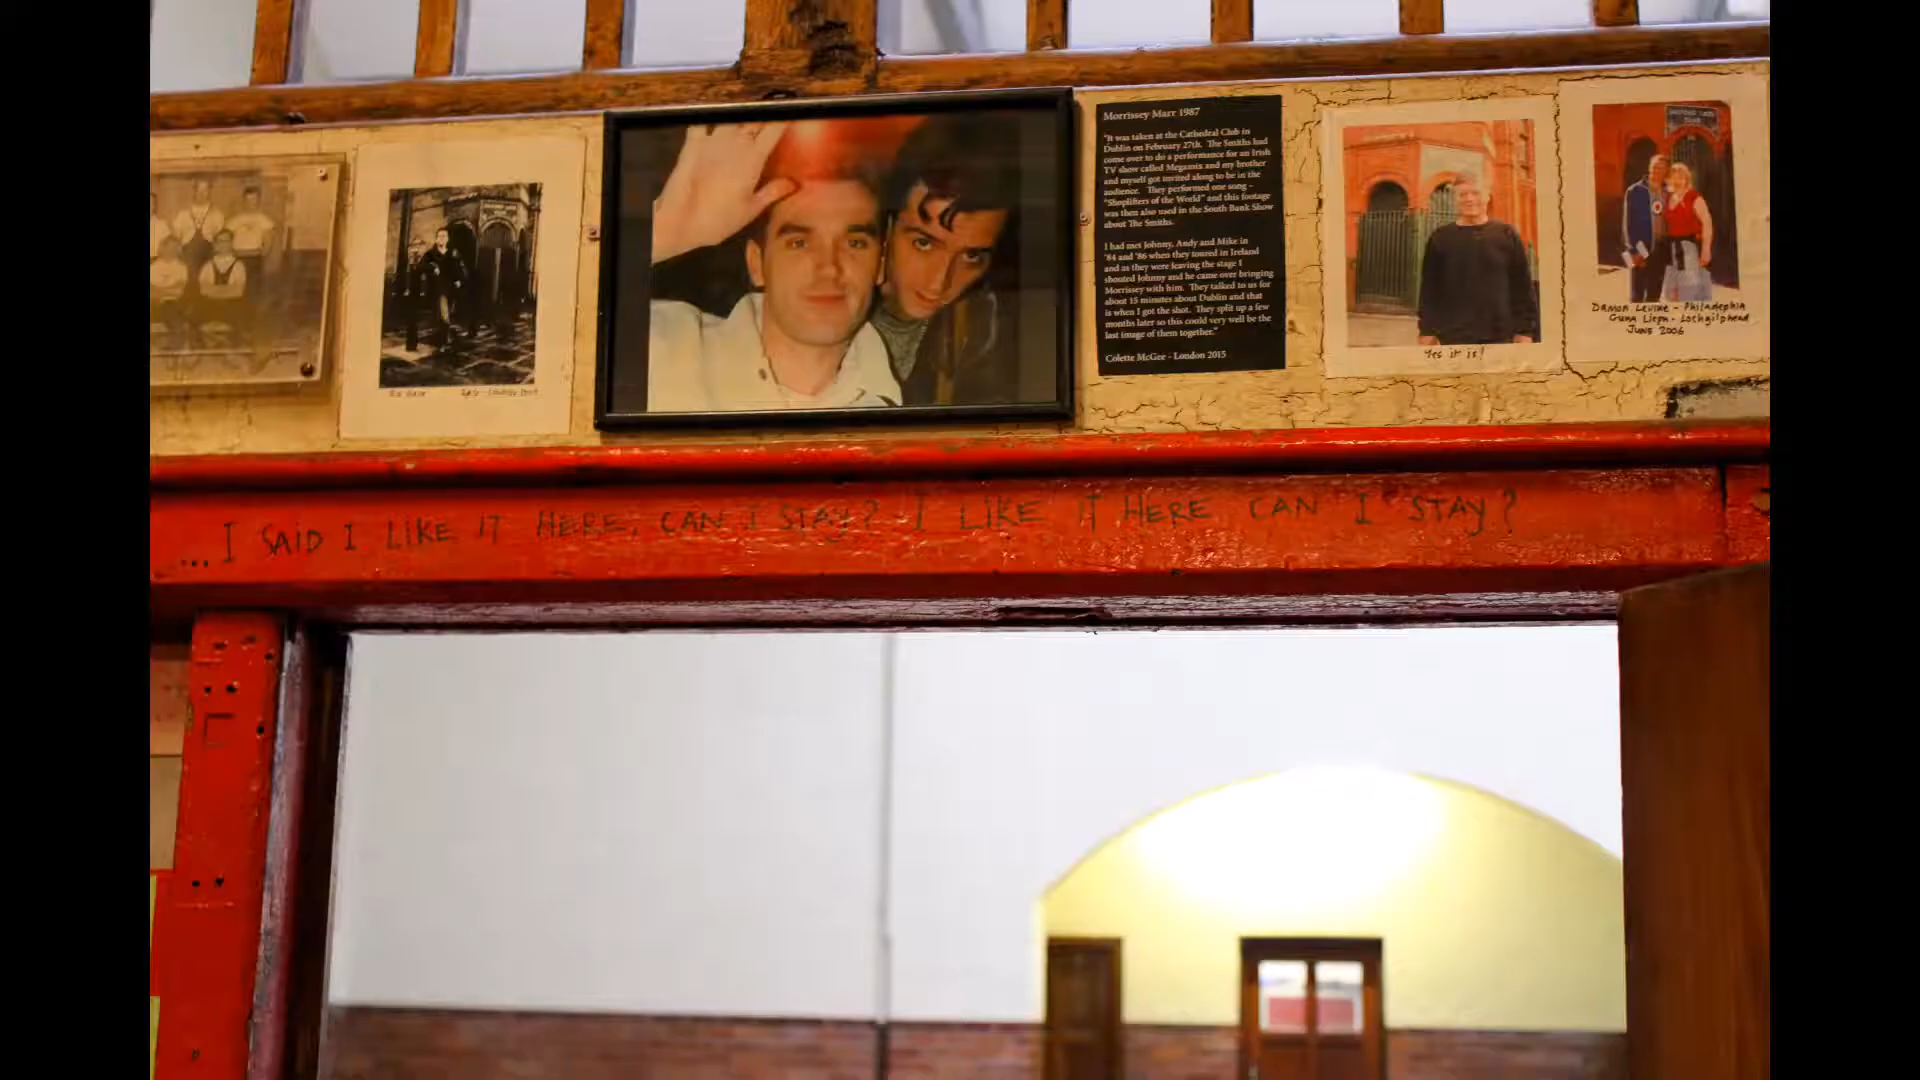 Morrissey Marr 1987
"It was taken at the Cathedral Club in
Dublin on February 27th. The Smiths had
come over to do a performance for an Irish
TV show called Megamix and my brother
and myself got invited along to be in the
audience. They performed one song -
"Shoplifters of the World" and this footage
was then also used in the South Bank Show
about The Smiths.
I had met Johnny, Andy and Mike in
'84 and '86 when they toured in Ireland
and as they were leaving the stage I
shouted Johnny and he came over bringing
Morrissey with him. They talked to us for
about 15 minutes about Dublin and that
is when I got the shot. They split up a few
months later so this could very well be the
last image of them together."
Colette McGee - London 2015
Yes it is!
Damon Levine - Philadephia
Gunn Liepn - Lochgilphead
JUNE 2006
...I SAID I LIKE IT HERE, CAN I STAY? I LIKE IT HERE CAN I STAY?